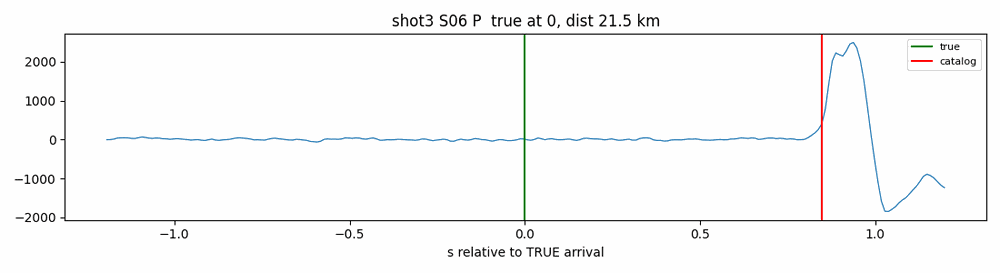 shot3 S06 P  true at 0, dist 21.5 km
true
catalog
2000
1000
0
−1000
−2000
−1.0
−0.5
0.0
0.5
1.0
s relative to TRUE arrival